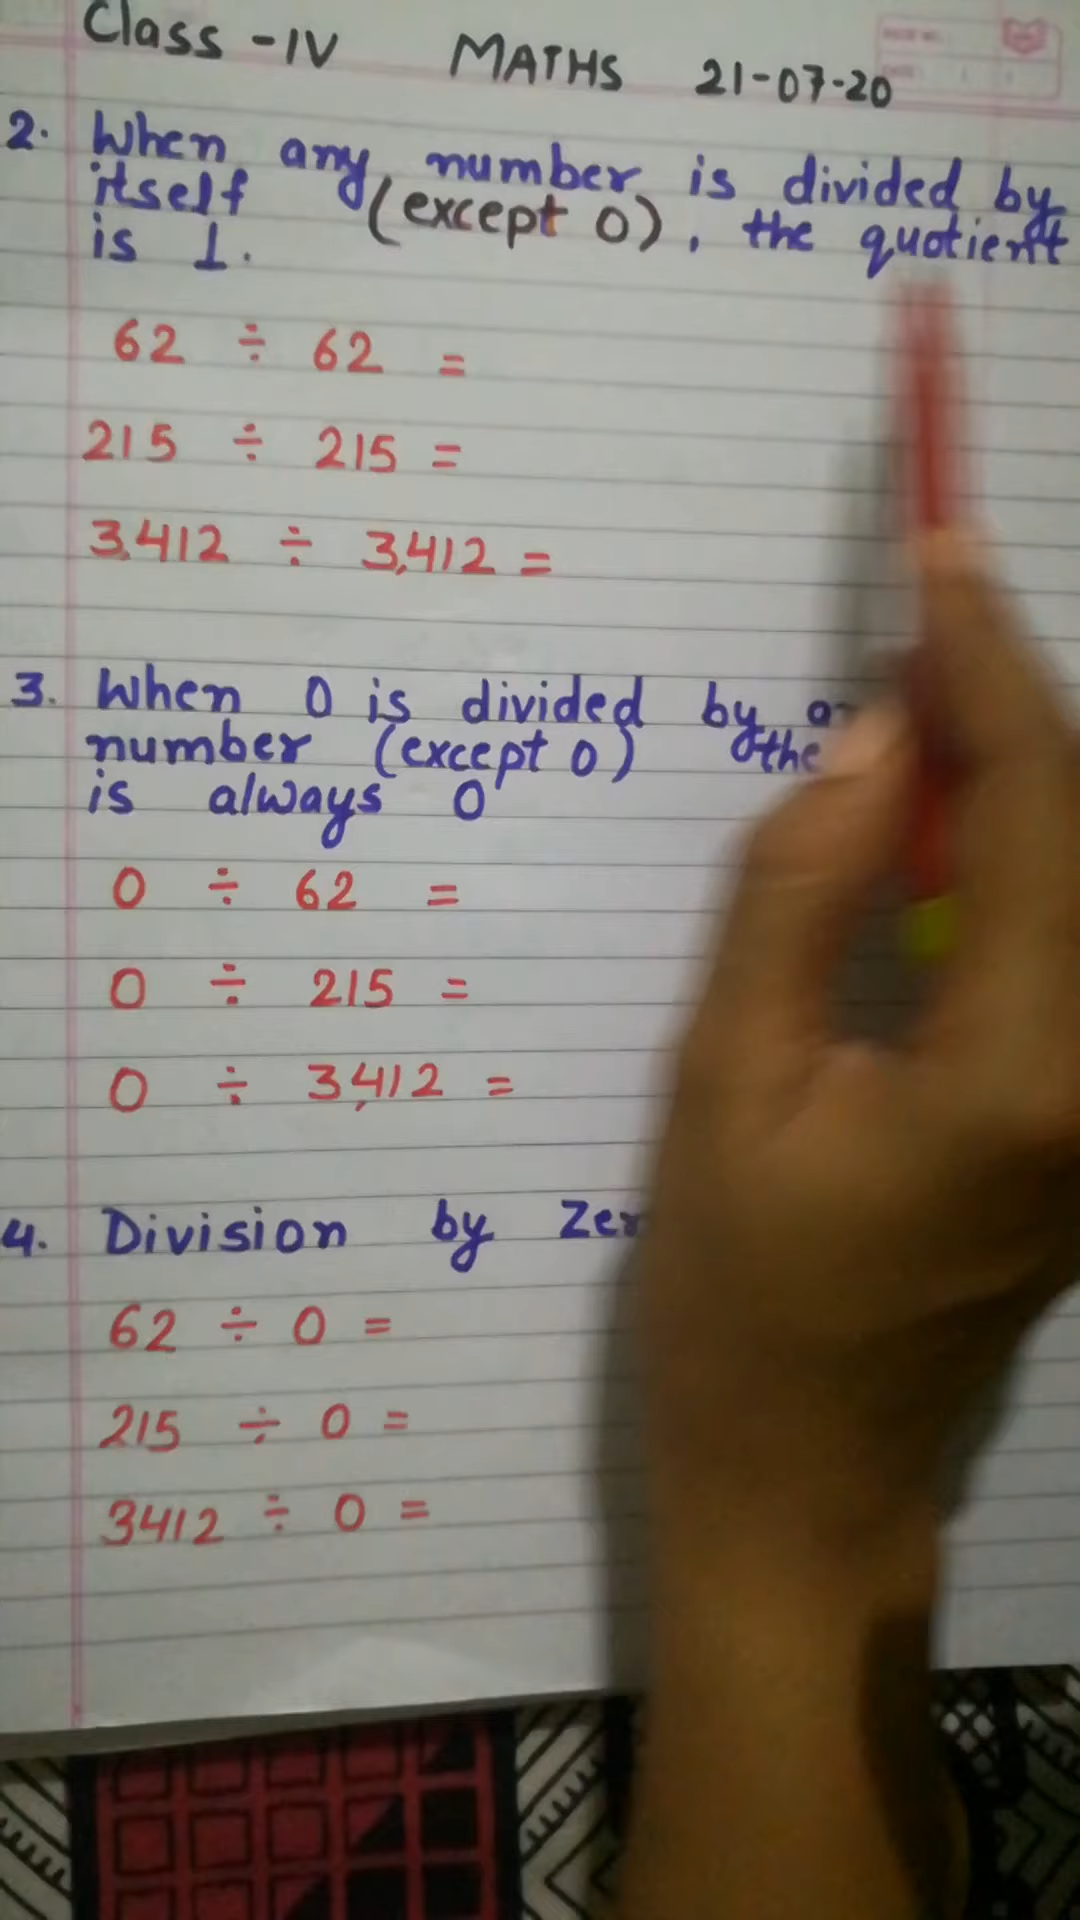 Class -IV MATHS 21-07-20
2. When any number is divided by
itself (except 0), the quotient
is 1.
62 ÷ 62 =
215 ÷ 215 =
3,412 ÷ 3,412 =
3. When 0 is divided by
number (except 0) the
is always 0
0 ÷ 62 =
0 ÷ 215 =
0 ÷ 3,412 =
4. Division by
62 ÷ 0 =
215 ÷ 0 =
3412 ÷ 0 =